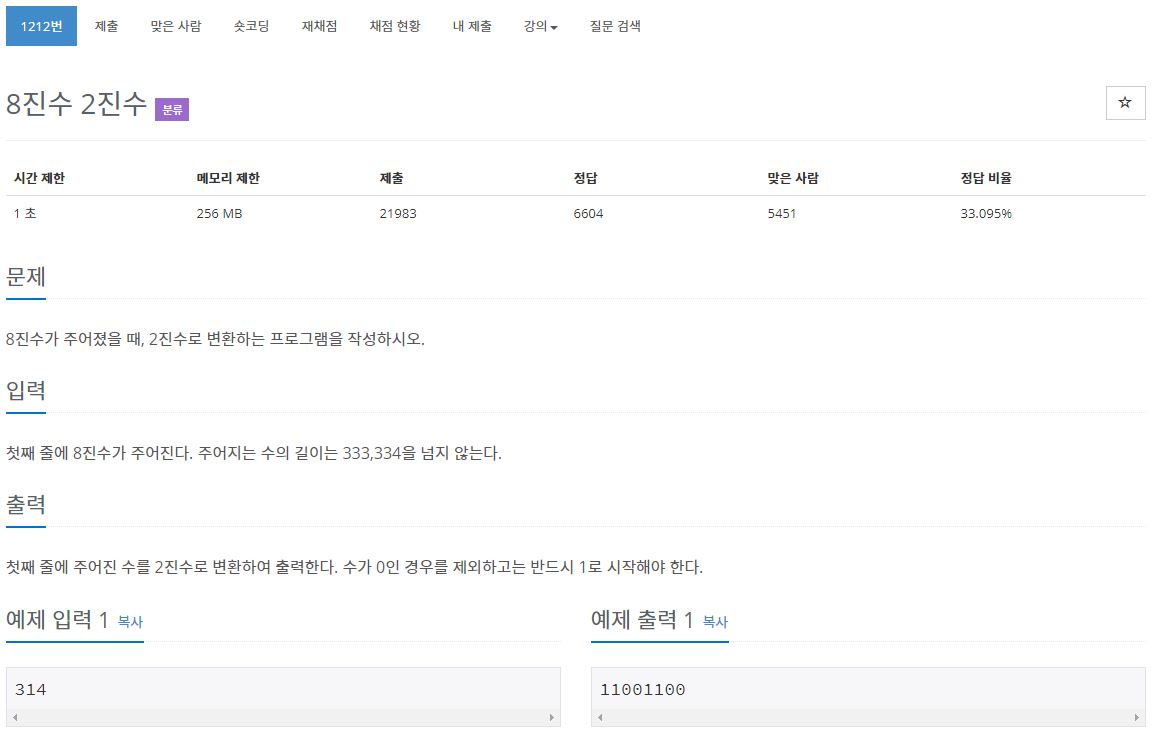 1212번 제출 맞은 사람 숏코딩 재채점 채점 현황 내 제출 강의 질문 검색
8진수 2진수 분류
시간 제한 메모리 제한 제출 정답 맞은 사람 정답 비율
1 초 256 MB 21983 6604 5451 33.095%
문제
8진수가 주어졌을 때, 2진수로 변환하는 프로그램을 작성하시오.
입력
첫째 줄에 8진수가 주어진다. 주어지는 수의 길이는 333,334을 넘지 않는다.
출력
첫째 줄에 주어진 수를 2진수로 변환하여 출력한다. 수가 0인 경우를 제외하고는 반드시 1로 시작해야 한다.
예제 입력 1 복사 예제 출력 1 복사
314 11001100